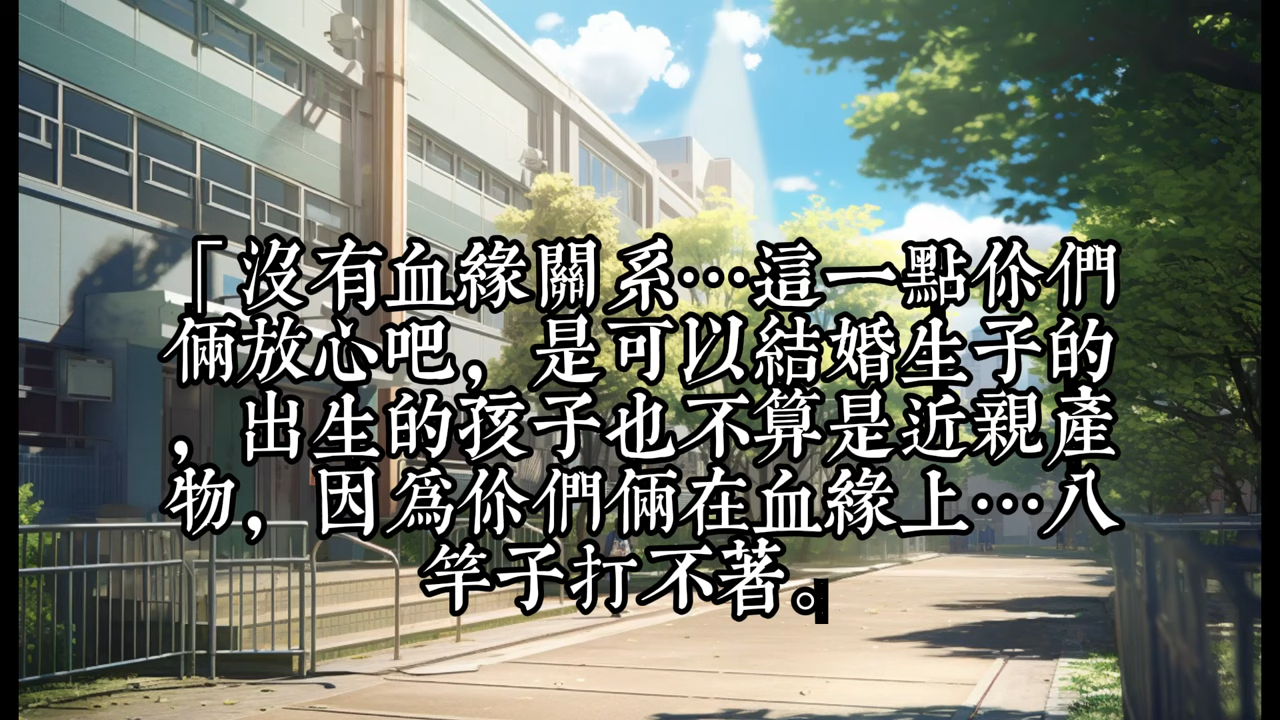 「沒有血緣關系…這一點你們
倆放心吧，是可以結婚生子的
，出生的孩子也不算是近親產
物，因爲你們倆在血緣上…八
竿子打不著。